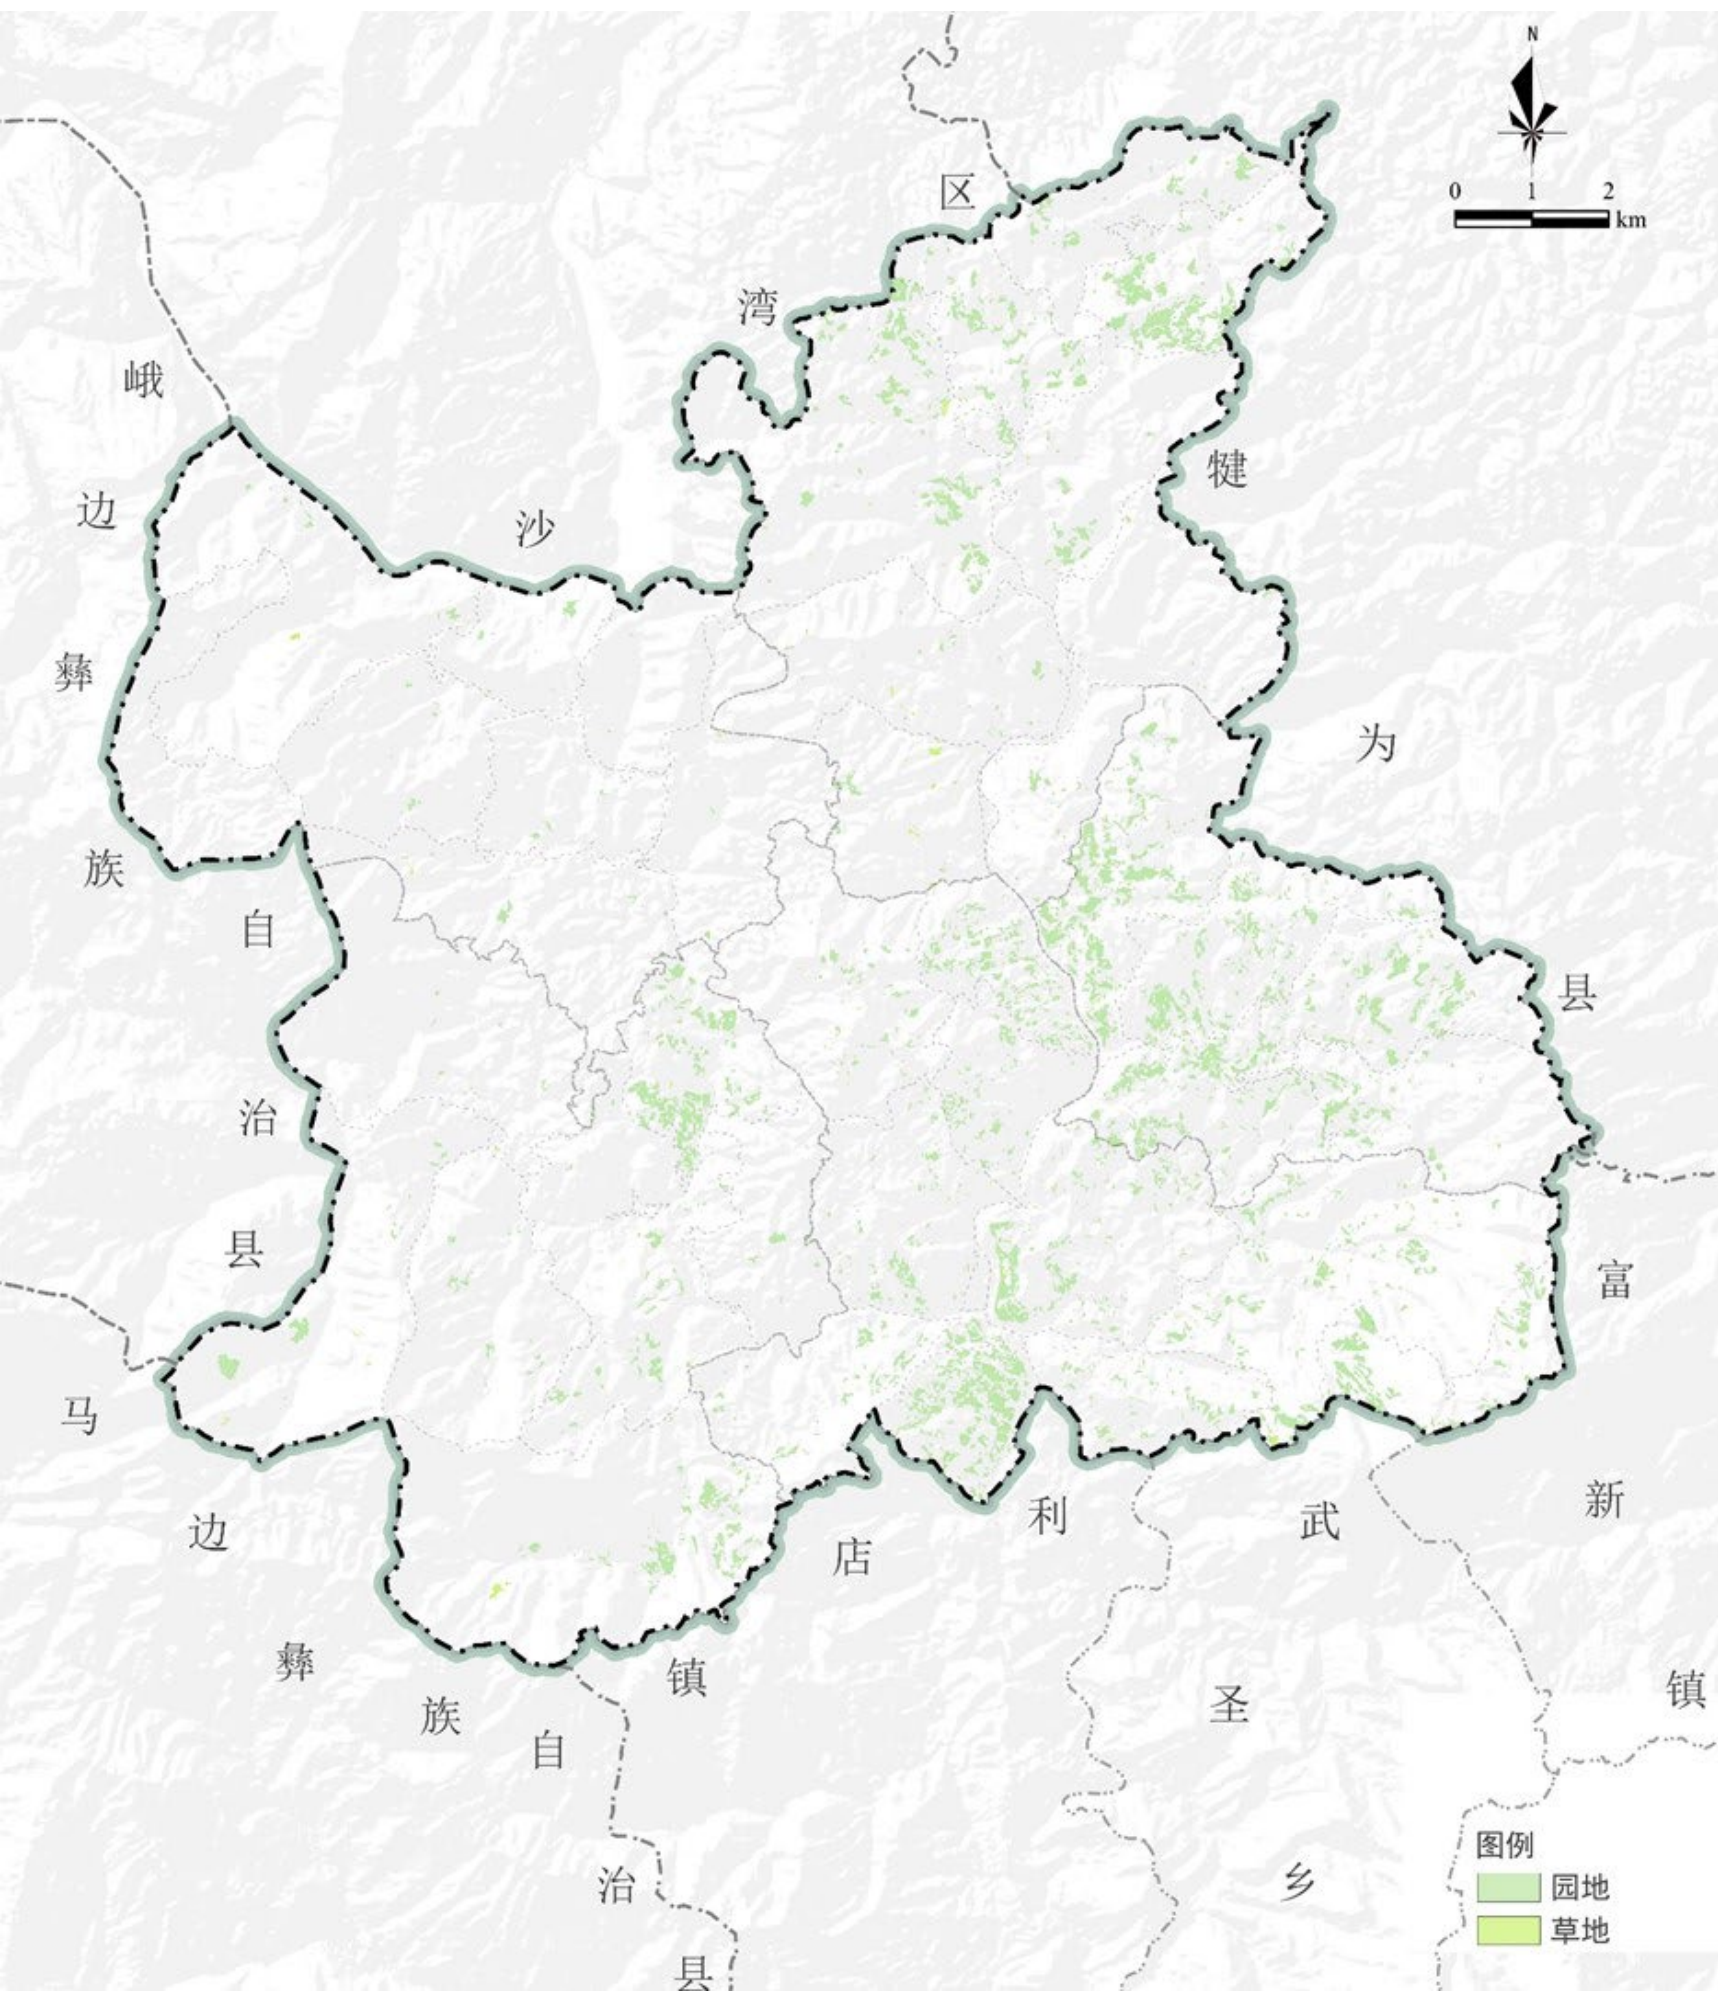 N
0 1 2
km
沙
湾
区
峨
边
彝
族
自
治
县
犍
为
县
马
边
彝
族
自
治
县
利
店
镇
武
圣
乡
富
新
镇
图例
园地
草地